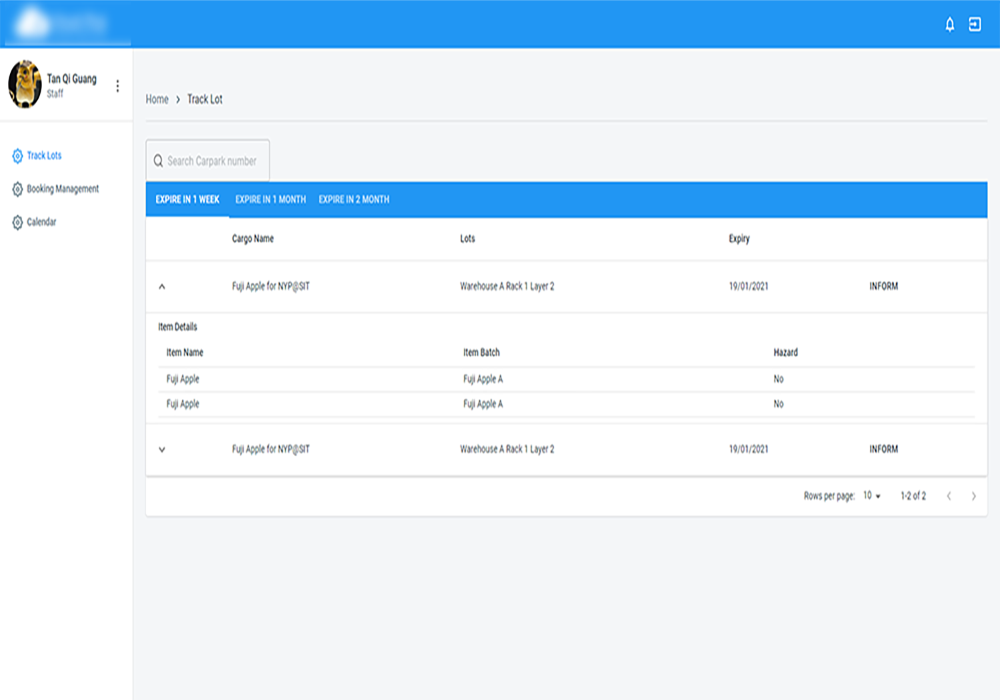 Tan Qi Guang
Staff
Track Lots
Booking Management
Calendar
Home > Track Lot
Search Carpark number
EXPIRE IN 1 WEEK EXPIRE IN 1 MONTH EXPIRE IN 2 MONTH
Cargo Name Lots Expiry
Fuji Apple for NYP@SIT Warehouse A Rack 1 Layer 2 19/01/2021 INFORM
Item Details
Item Name Item Batch Hazard
Fuji Apple Fuji Apple A No
Fuji Apple Fuji Apple A No
Fuji Apple for NYP@SIT Warehouse A Rack 1 Layer 2 19/01/2021 INFORM
Rows per page: 10 1-2 of 2